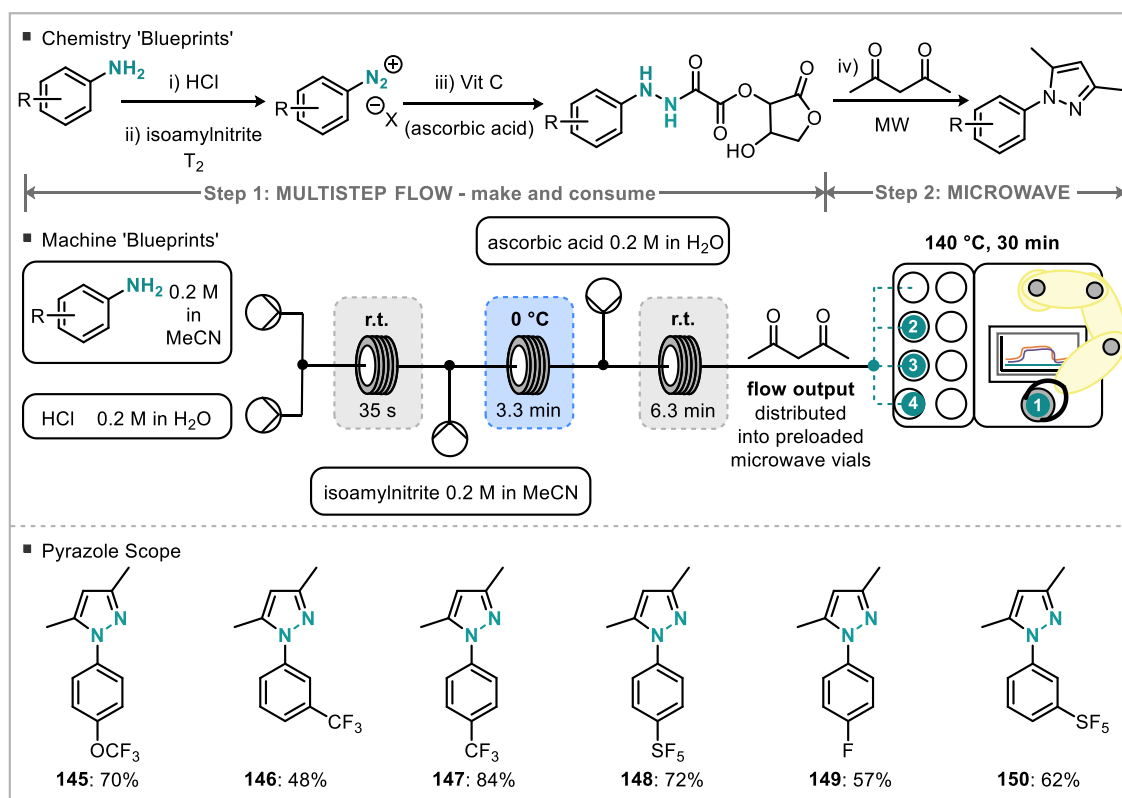 ■ Chemistry 'Blueprints'
NH2
R
i) HCl
ii) isoamylnitrite
T2
N2 ⊕
⊖ X
R
iii) Vit C
(ascorbic acid)
R
H
N
N
H
O
O
O
O
O
HO
iv)
O O
MW
R
N
N
Step 1: MULTISTEP FLOW - make and consume
Step 2: MICROWAVE
■ Machine 'Blueprints'
R
NH2 0.2 M
in
MeCN
HCl 0.2 M in H2O
r.t.
35 s
isoamylnitrite 0.2 M in MeCN
0 °C
3.3 min
ascorbic acid 0.2 M in H2O
r.t.
6.3 min
O O
flow output
distributed
into preloaded
microwave vials
140 °C, 30 min
2
3
4
1
■ Pyrazole Scope
N
N
OCF3
145: 70%
N
N
CF3
146: 48%
N
N
CF3
147: 84%
N
N
SF5
148: 72%
N
N
F
149: 57%
N
N
SF5
150: 62%